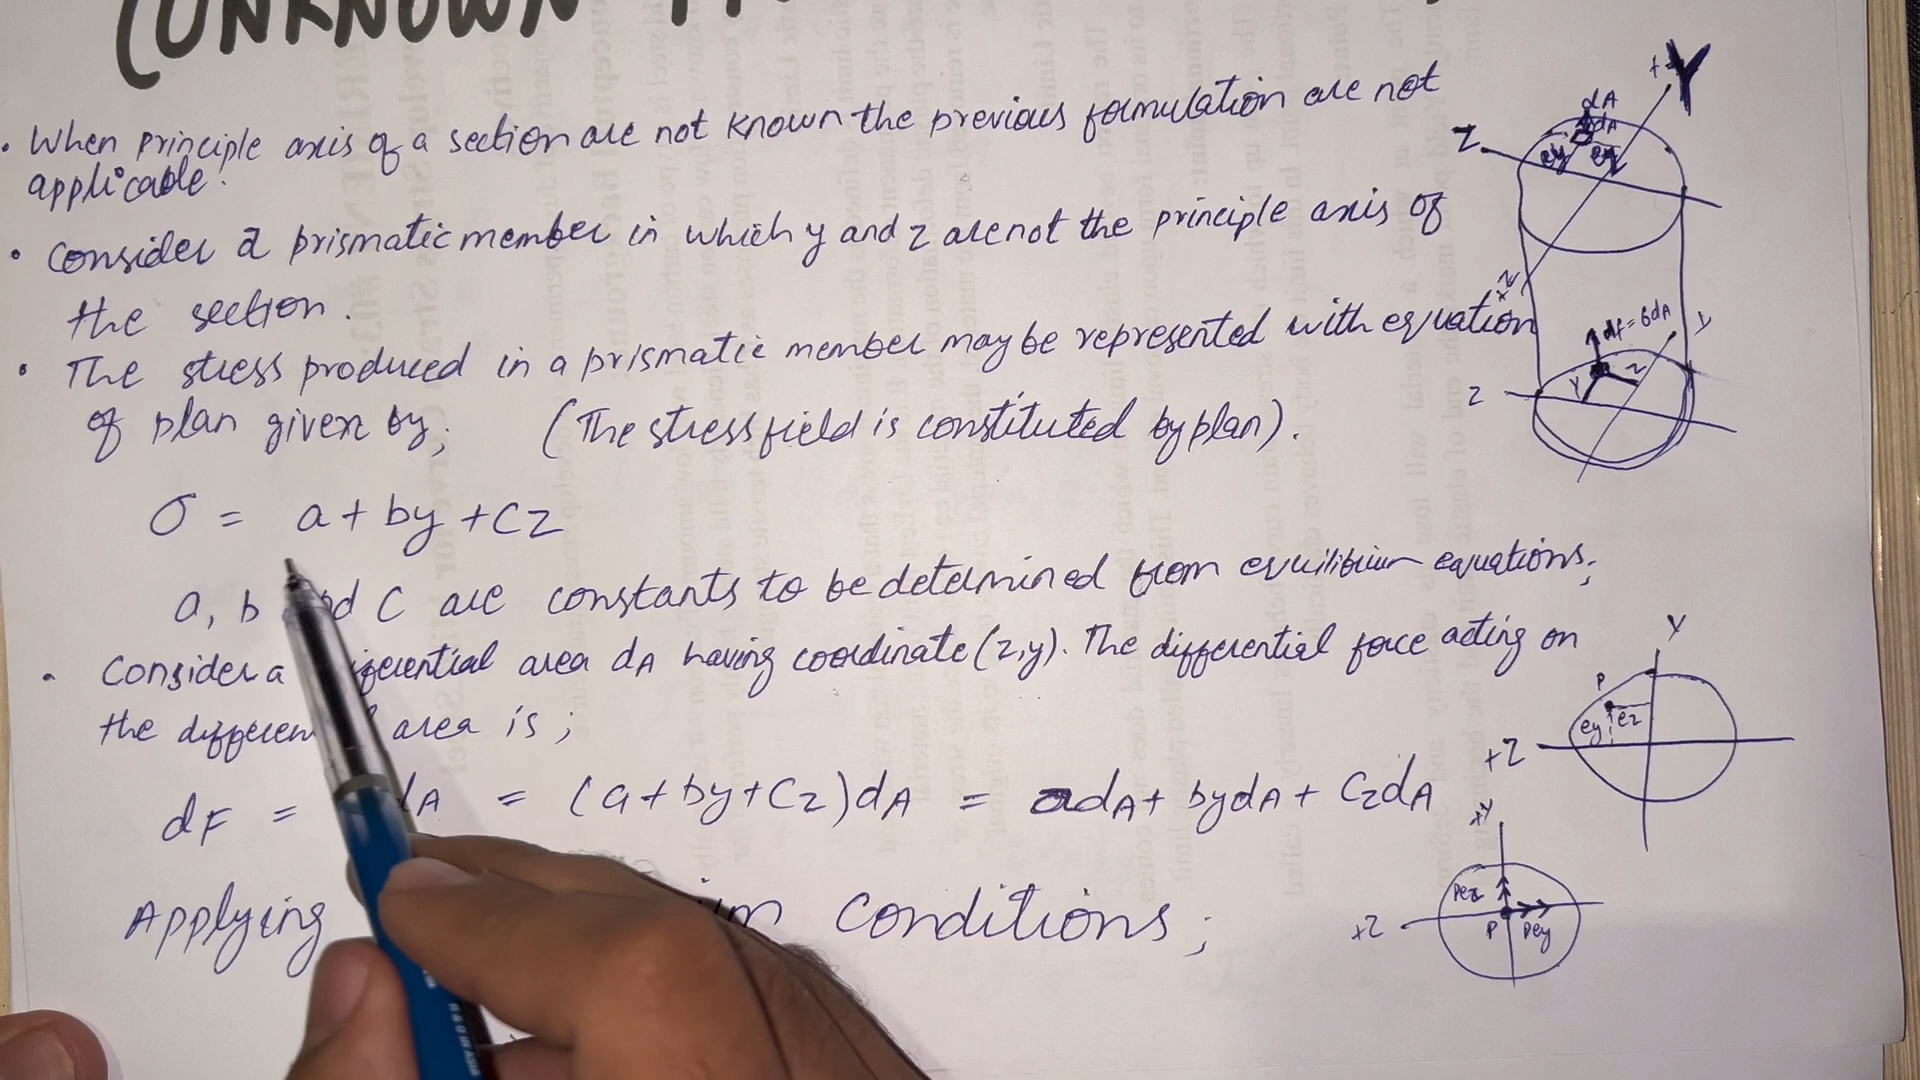 (UNKNOWN
. When principle axis of a section are not known the previous formulation are not
applicable.
• Consider a prismatic member in which y and z are not the principle axis of
the section.
• The stress produced in a prismatic member may be represented with equation
of plan given by; (The stress field is constituted by plan).
σ = a + by + cz
a, b and c are constants to be determined from equilibrium equations;
. Consider a differential area dA having coordinate (z,y). The differential force acting on
the differential area is;
dF = dA = (a+by+cz)dA = adA + bydA + CzdA
Applying conditions;
Y
dA
dA
Z
ey
ez
+z
dF = σdA
Y
Y
z
Z
Y
P
ey
ez
+Z
+Y
Pez
+Z
P
Pey